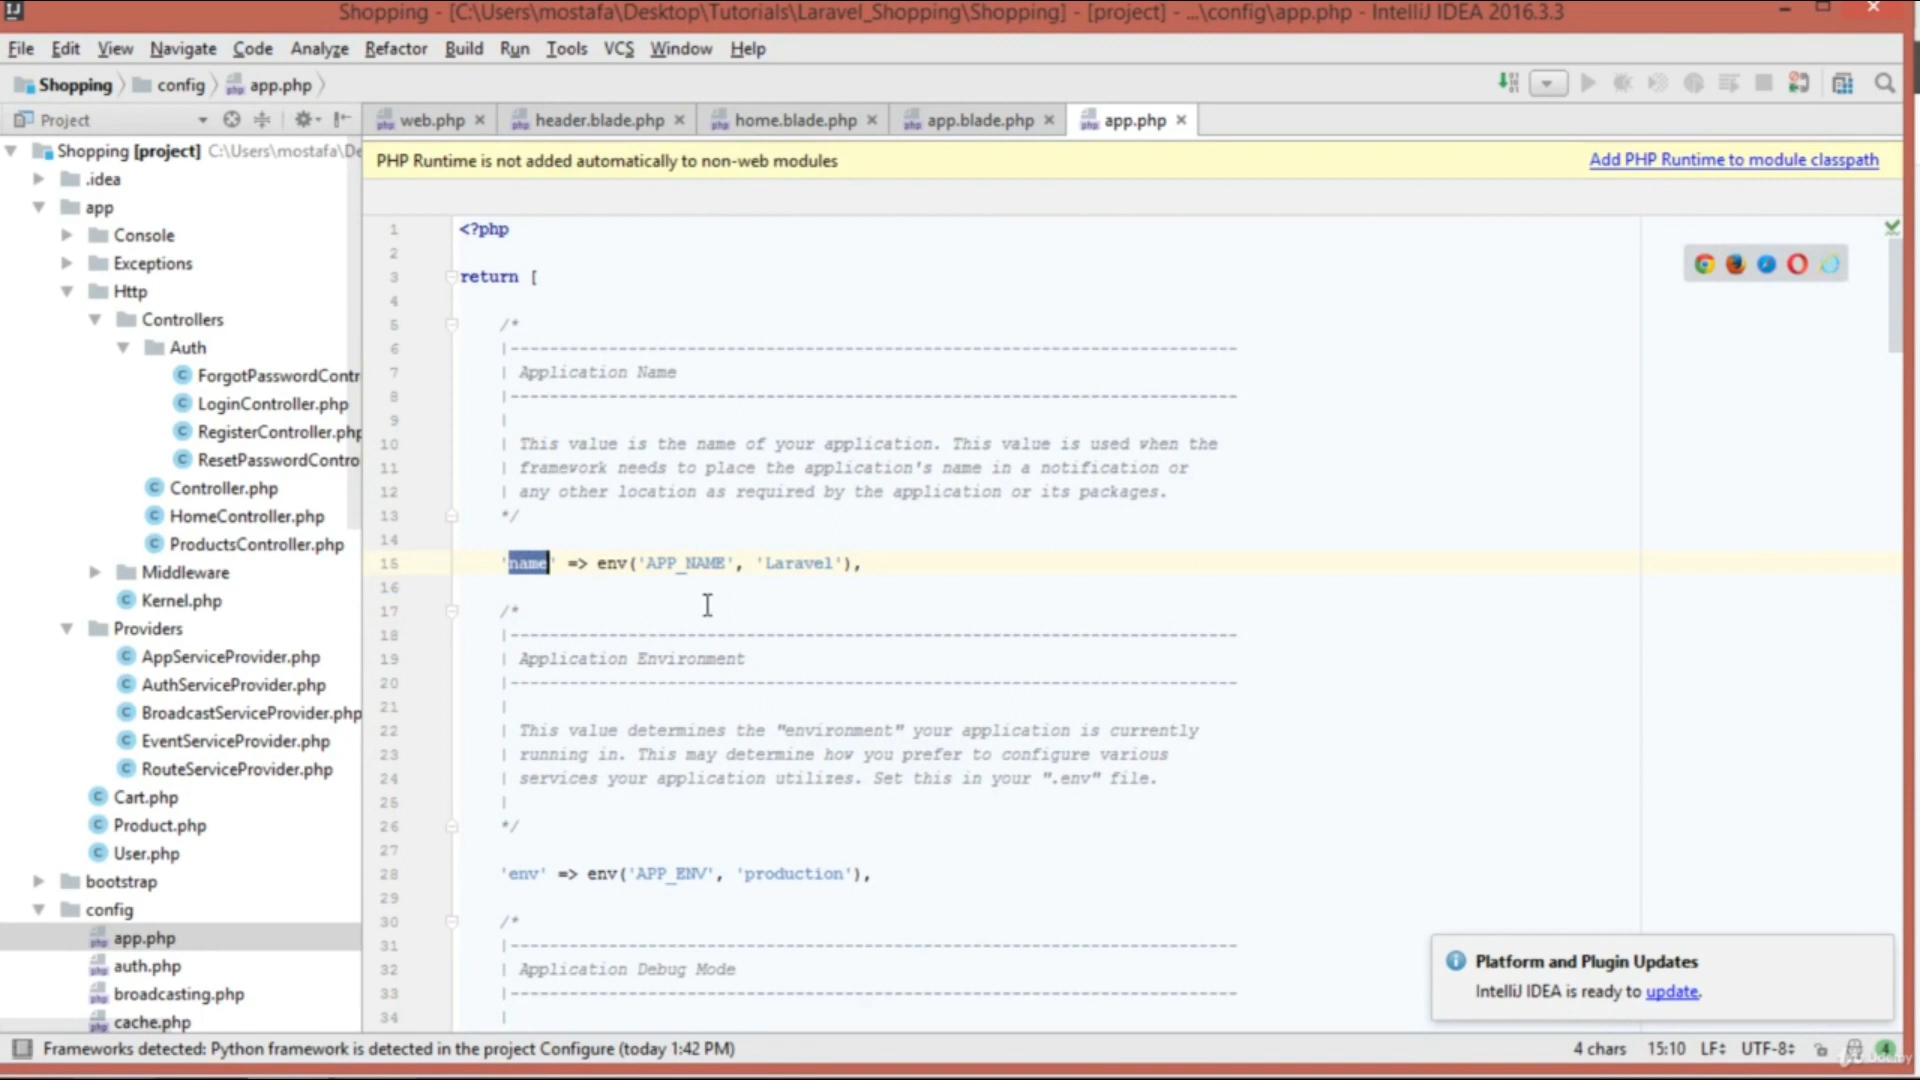 Shopping - [C:\Users\mostafa\Desktop\Tutorials\Laravel_Shopping\Shopping] - [project] - ...\config\app.php - IntelliJ IDEA 2016.3.3
File Edit View Navigate Code Analyze Refactor Build Run Tools VCS Window Help
Shopping config app.php
Project
web.php header.blade.php home.blade.php app.blade.php app.php
Shopping [project] C:\Users\mostafa\De
.idea
app
Console
Exceptions
Http
Controllers
Auth
ForgotPasswordContr
LoginController.php
RegisterController.php
ResetPasswordContro
Controller.php
HomeController.php
ProductsController.php
Middleware
Kernel.php
Providers
AppServiceProvider.php
AuthServiceProvider.php
BroadcastServiceProvider.php
EventServiceProvider.php
RouteServiceProvider.php
Cart.php
Product.php
User.php
bootstrap
config
app.php
auth.php
broadcasting.php
cache.php
PHP Runtime is not added automatically to non-web modules Add PHP Runtime to module classpath
1 <?php
2
3 return [
4
5 /*
6 |--------------------------------------------------------------------------
7 | Application Name
8 |--------------------------------------------------------------------------
9 |
10 | This value is the name of your application. This value is used when the
11 | framework needs to place the application's name in a notification or
12 | any other location as required by the application or its packages.
13 */
14
15 'name' => env('APP_NAME', 'Laravel'),
16
17 /*
18 |--------------------------------------------------------------------------
19 | Application Environment
20 |--------------------------------------------------------------------------
21 |
22 | This value determines the "environment" your application is currently
23 | running in. This may determine how you prefer to configure various
24 | services your application utilizes. Set this in your ".env" file.
25 |
26 */
27
28 'env' => env('APP_ENV', 'production'),
29
30 /*
31 |--------------------------------------------------------------------------
32 | Application Debug Mode
33 |--------------------------------------------------------------------------
34 |
Platform and Plugin Updates
IntelliJ IDEA is ready to update.
Frameworks detected: Python framework is detected in the project Configure (today 1:42 PM) 4 chars 15:10 LF UTF-8 4